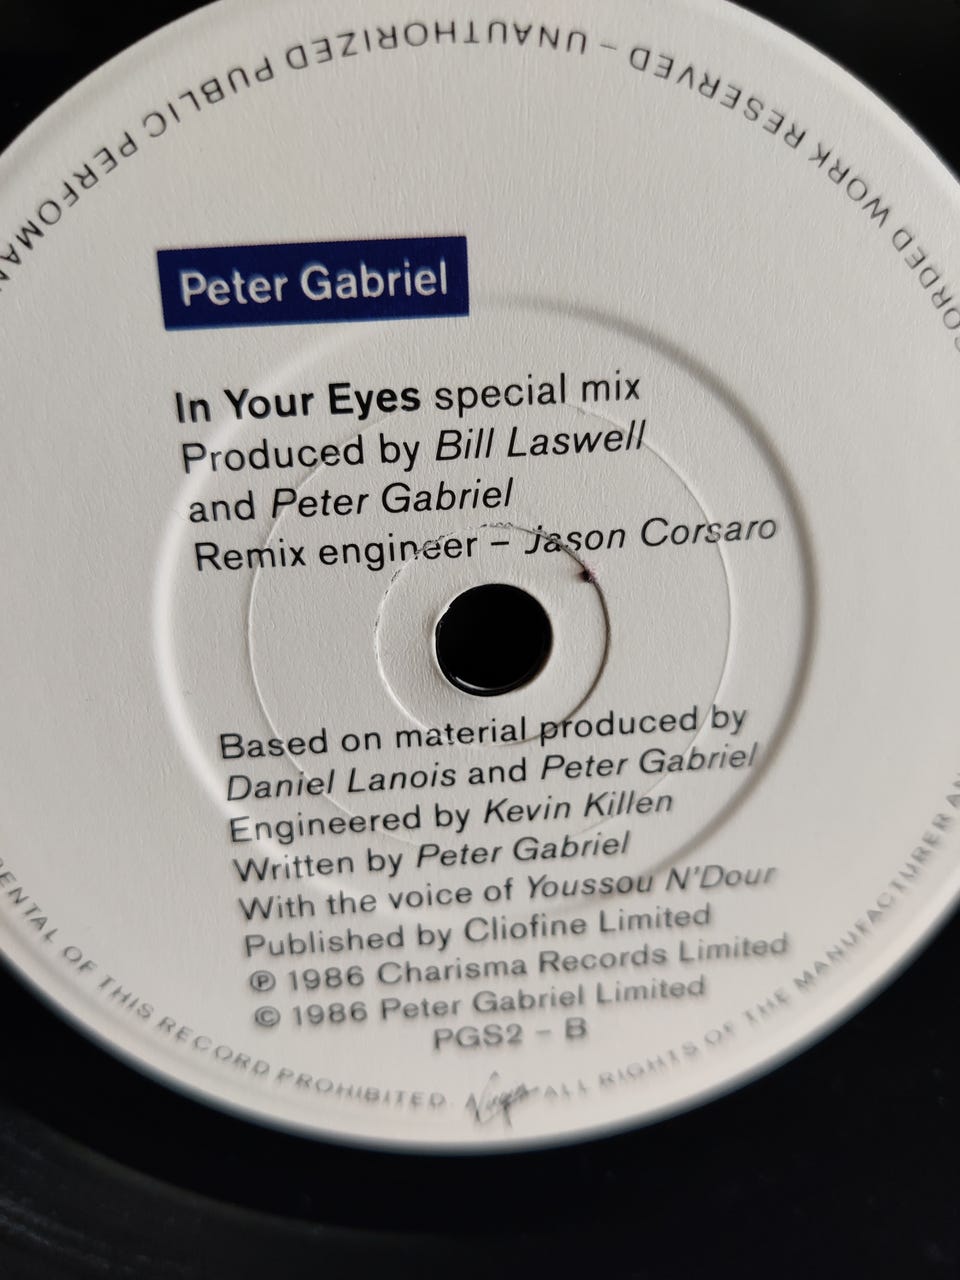 Peter Gabriel
In Your Eyes special mix
Produced by Bill Laswell
and Peter Gabriel
Remix engineer – Jason Corsaro
Based on material produced by
Daniel Lanois and Peter Gabriel
Engineered by Kevin Killen
Written by Peter Gabriel
With the voice of Youssou N'Dour
Published by Cliofine Limited
℗ 1986 Charisma Records Limited
© 1986 Peter Gabriel Limited
PGS2 – B
Virgin
ALL RIGHTS OF THE MANUFACTURER
WORK RESERVED – UNAUTHORIZED PUBLIC
OF THIS RECORD PROHIBITED.